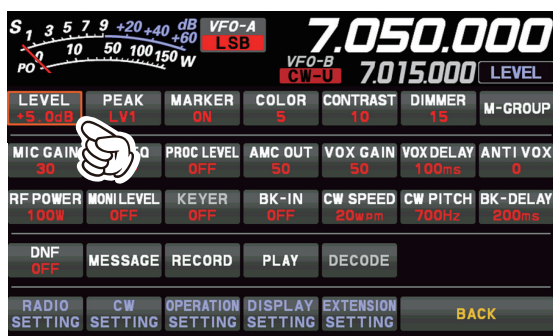 S 1 3 5 7 9 +20 +40 +60 dB
PO 0 10 50 100 150 W
VFO-A
LSB
7.050.000
VFO-B
CW-U
7.015.000
LEVEL
LEVEL PEAK MARKER COLOR CONTRAST DIMMER M-GROUP
+5.0dB LV1 ON 5 10 15
MIC GAIN Q PROC LEVEL AMC OUT VOX GAIN VOX DELAY ANTI VOX
30 OFF 50 50 100ms 0
RF POWER MONI LEVEL KEYER BK-IN CW SPEED CW PITCH BK-DELAY
100W OFF OFF OFF 20wpm 700Hz 200ms
DNF MESSAGE RECORD PLAY DECODE
OFF
RADIO CW OPERATION DISPLAY EXTENSION BACK
SETTING SETTING SETTING SETTING SETTING